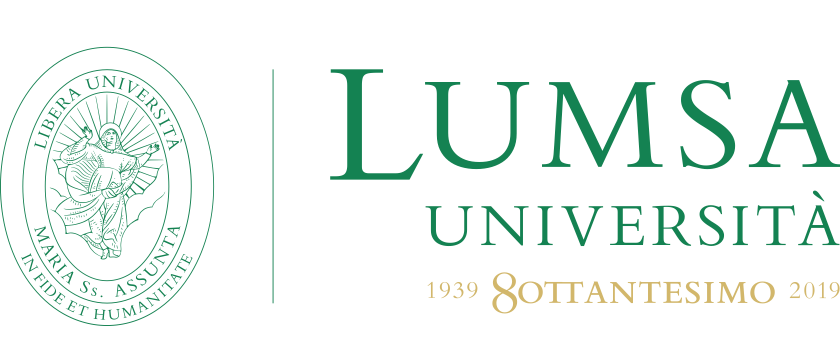 LIBERA UNIVERSITÀ
MARIA Ss. ASSUNTA
IN FIDE ET HUMANITATE
LUMSA
UNIVERSITÀ
1939 8OTTANTESIMO 2019